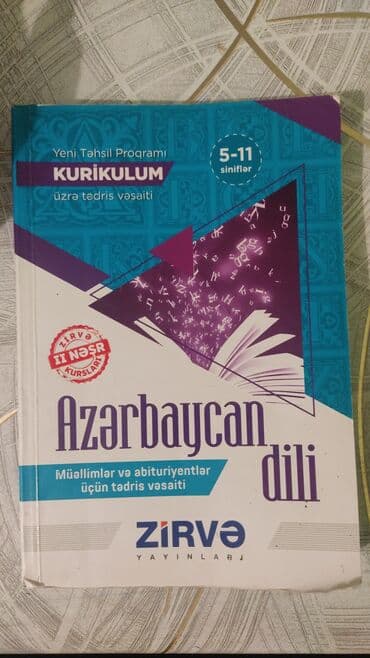 Yeni Təhsil Proqramı
KURİKULUM
üzrə tədris vəsaiti
5-11
siniflər
ZİRVƏ
II NƏŞR
KURSLARI
Azərbaycan
dili
Müəllimlər və abituriyentlər
üçün tədris vəsaiti
ZİRVƏ
YAYINLARI